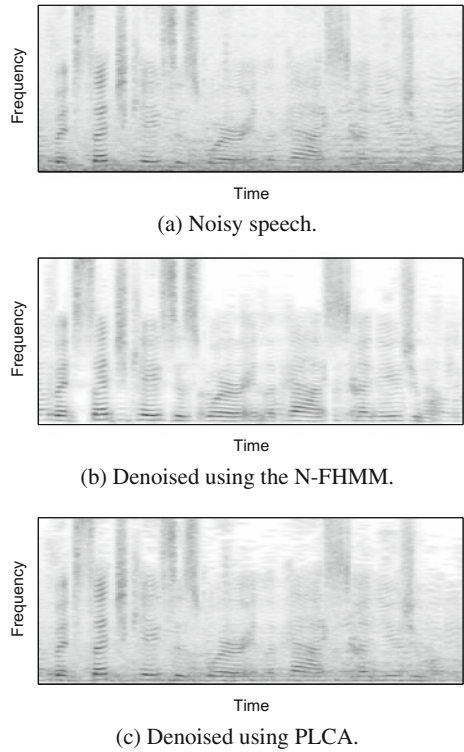 Frequency
Time
(a) Noisy speech.
Frequency
Time
(b) Denoised using the N-FHMM.
Frequency
Time
(c) Denoised using PLCA.